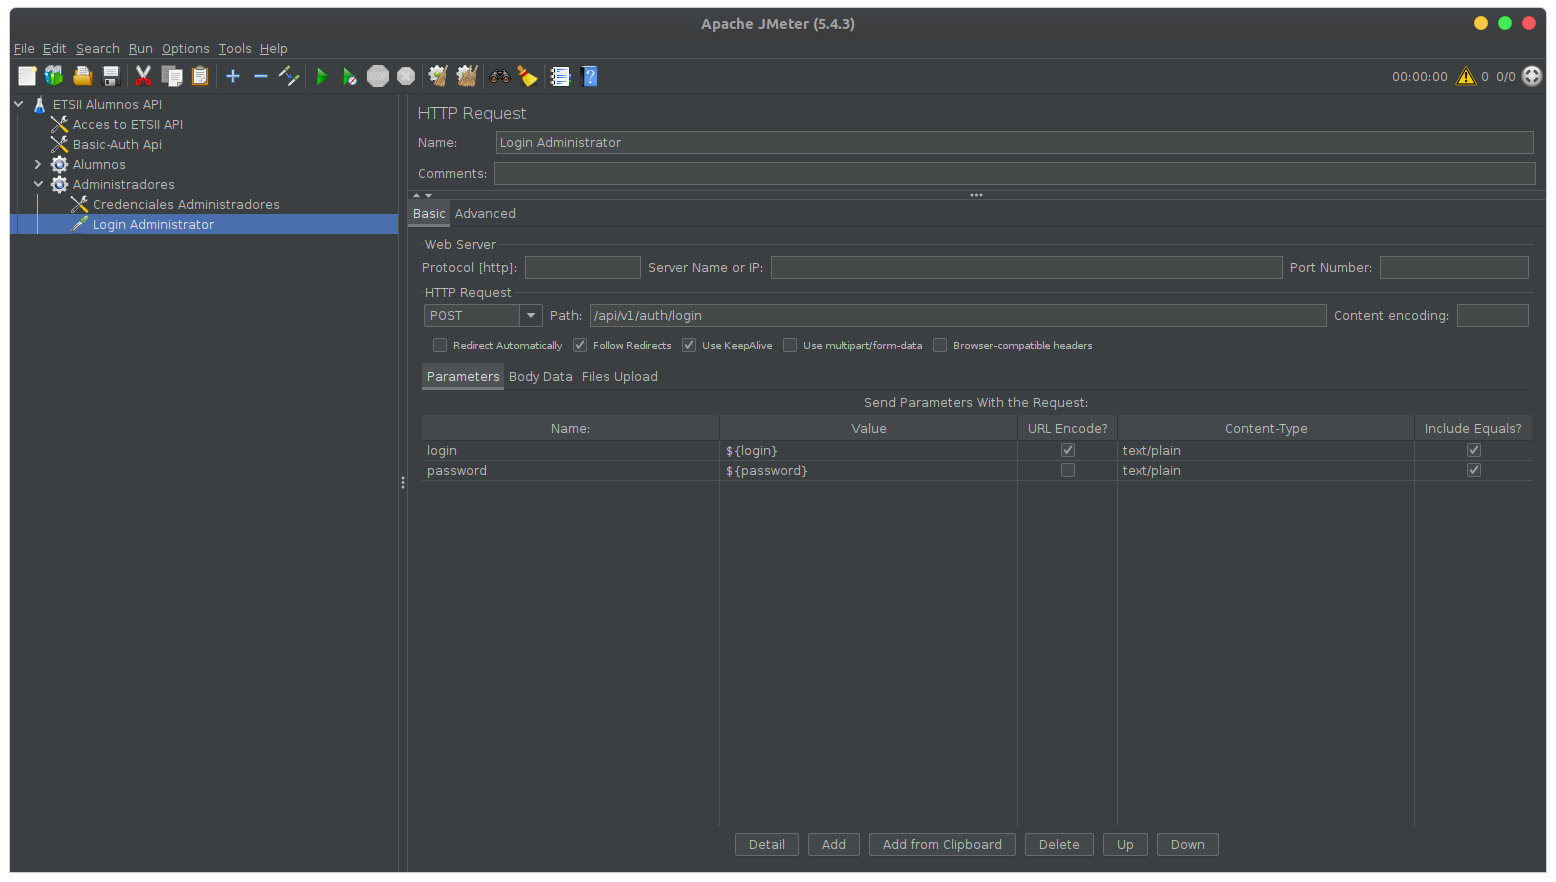 Apache JMeter (5.4.3)
File Edit Search Run Options Tools Help
00:00:00 0 0/0
ETSII Alumnos API
Acces to ETSII API
Basic-Auth Api
Alumnos
Administradores
Credenciales Administradores
Login Administrator
HTTP Request
Name: Login Administrator
Comments:
Basic Advanced
Web Server
Protocol [http]: Server Name or IP: Port Number:
HTTP Request
POST Path: /api/v1/auth/login Content encoding:
Redirect Automatically Follow Redirects Use KeepAlive Use multipart/form-data Browser-compatible headers
Parameters Body Data Files Upload
Send Parameters With the Request:
Name: Value URL Encode? Content-Type Include Equals?
login ${login} text/plain
password ${password} text/plain
Detail Add Add from Clipboard Delete Up Down